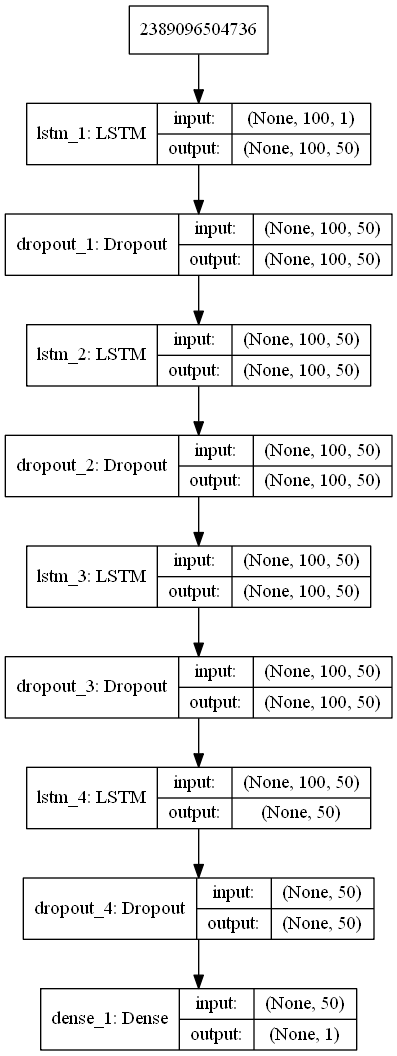 2389096504736
lstm_1: LSTM
input: (None, 100, 1)
output: (None, 100, 50)
dropout_1: Dropout
input: (None, 100, 50)
output: (None, 100, 50)
lstm_2: LSTM
input: (None, 100, 50)
output: (None, 100, 50)
dropout_2: Dropout
input: (None, 100, 50)
output: (None, 100, 50)
lstm_3: LSTM
input: (None, 100, 50)
output: (None, 100, 50)
dropout_3: Dropout
input: (None, 100, 50)
output: (None, 100, 50)
lstm_4: LSTM
input: (None, 100, 50)
output: (None, 50)
dropout_4: Dropout
input: (None, 50)
output: (None, 50)
dense_1: Dense
input: (None, 50)
output: (None, 1)